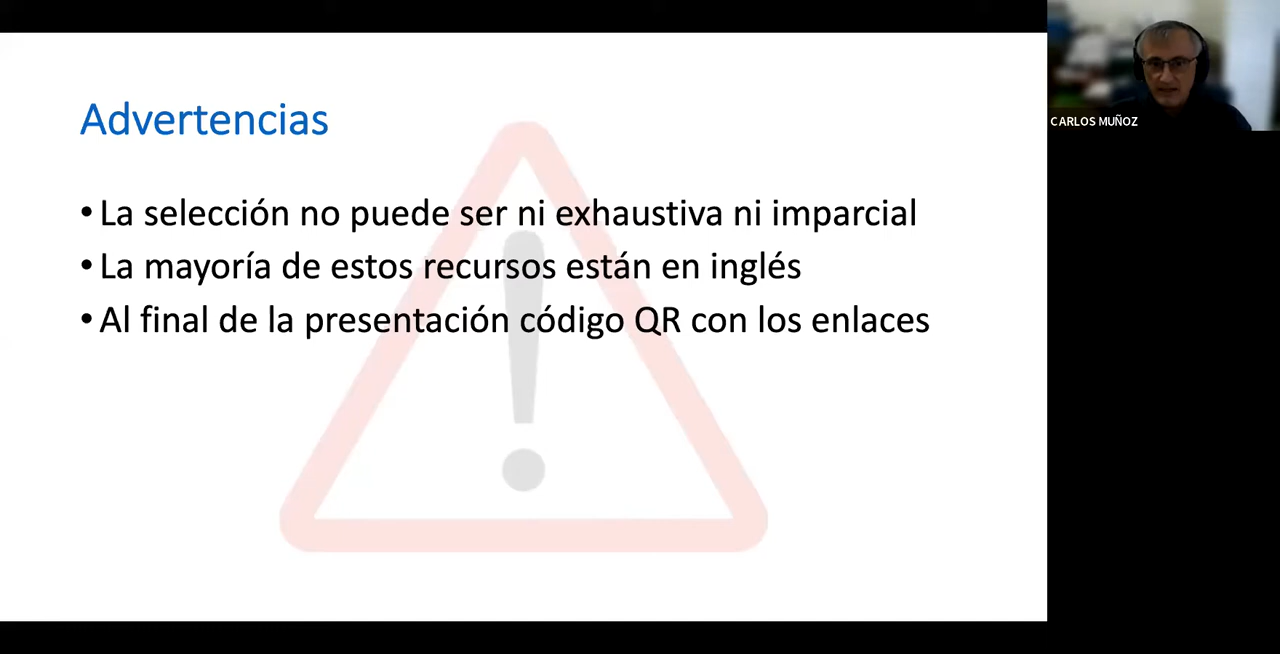 Advertencias
• La selección no puede ser ni exhaustiva ni imparcial
• La mayoría de estos recursos están en inglés
• Al final de la presentación código QR con los enlaces
CARLOS MUÑOZ